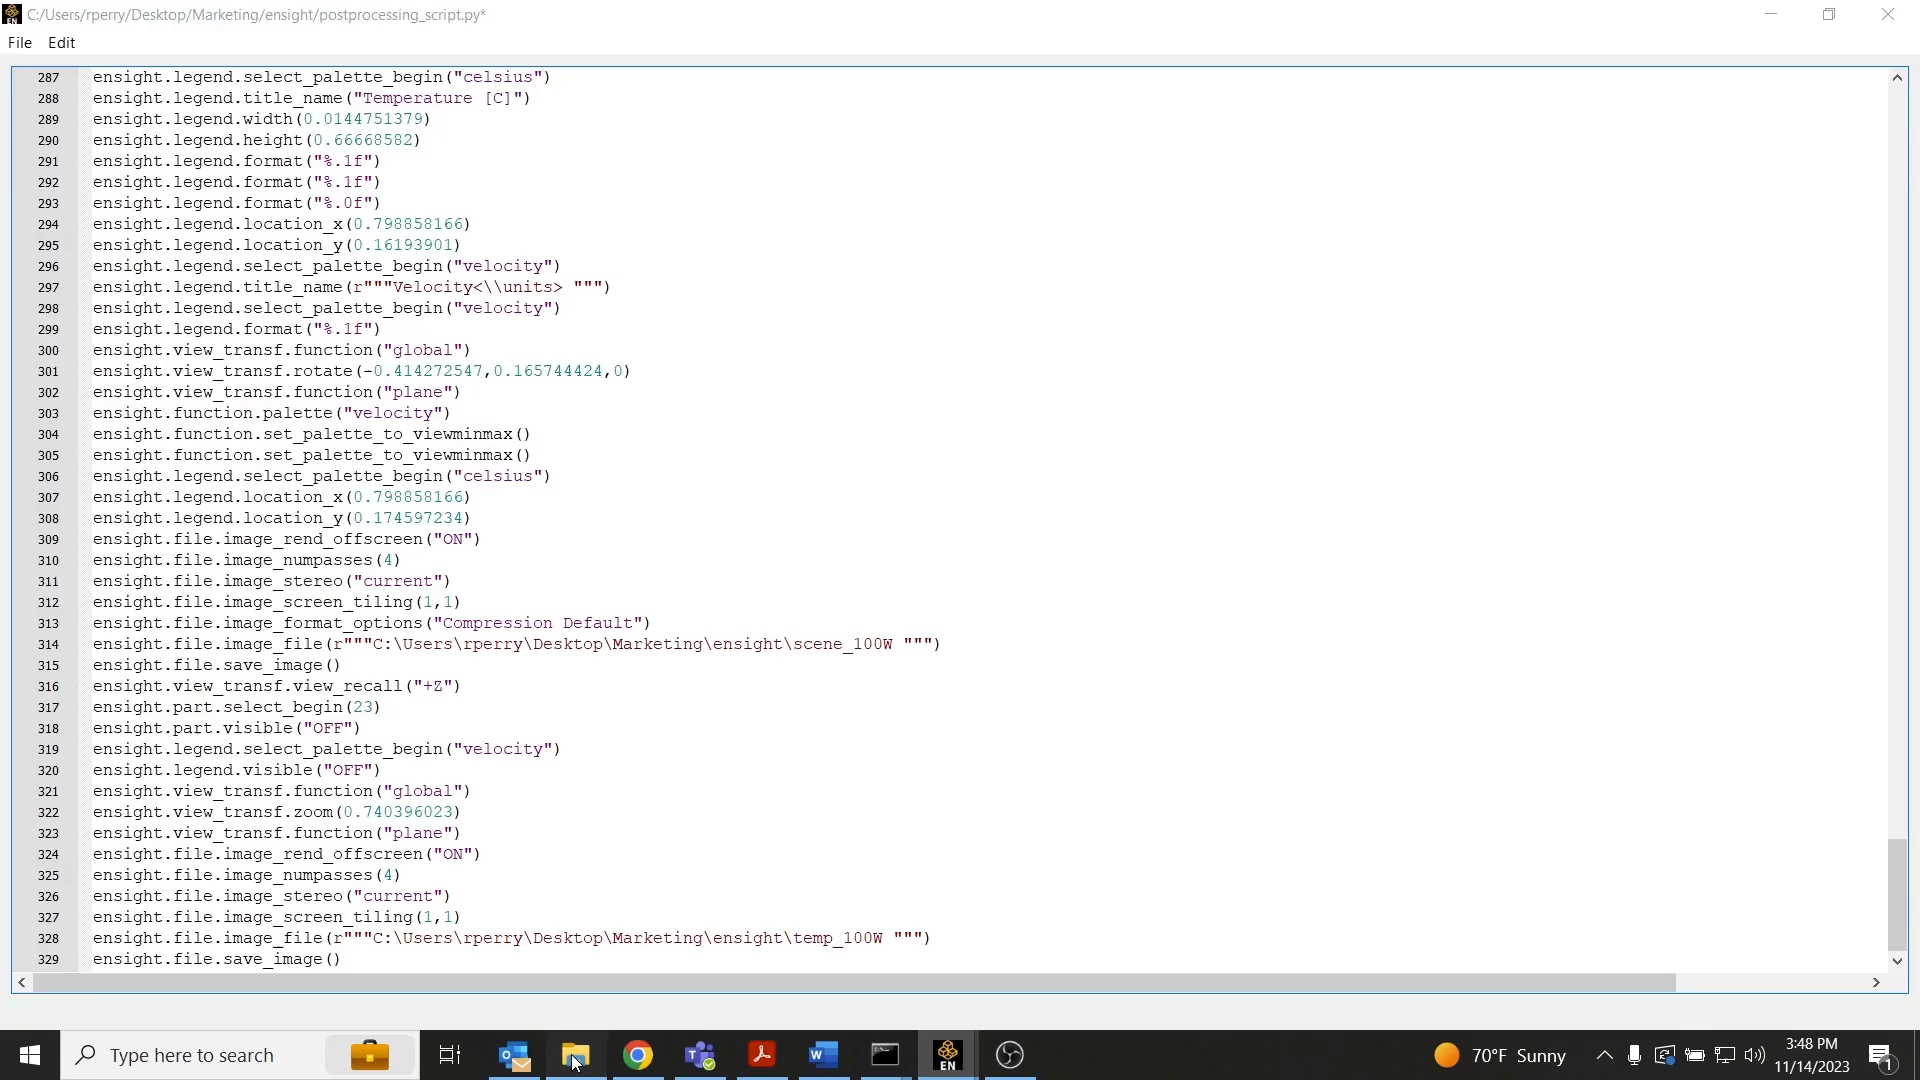 C:/Users/rperry/Desktop/Marketing/ensight/postprocessing_script.py*
File Edit
287 ensight.legend.select_palette_begin("celsius")
288 ensight.legend.title_name("Temperature [C]")
289 ensight.legend.width(0.0144751379)
290 ensight.legend.height(0.66668582)
291 ensight.legend.format("%.1f")
292 ensight.legend.format("%.1f")
293 ensight.legend.format("%.0f")
294 ensight.legend.location_x(0.798858166)
295 ensight.legend.location_y(0.16193901)
296 ensight.legend.select_palette_begin("velocity")
297 ensight.legend.title_name(r"""Velocity<\\units> """)
298 ensight.legend.select_palette_begin("velocity")
299 ensight.legend.format("%.1f")
300 ensight.view_transf.function("global")
301 ensight.view_transf.rotate(-0.414272547,0.165744424,0)
302 ensight.view_transf.function("plane")
303 ensight.function.palette("velocity")
304 ensight.function.set_palette_to_viewminmax()
305 ensight.function.set_palette_to_viewminmax()
306 ensight.legend.select_palette_begin("celsius")
307 ensight.legend.location_x(0.798858166)
308 ensight.legend.location_y(0.174597234)
309 ensight.file.image_rend_offscreen("ON")
310 ensight.file.image_numpasses(4)
311 ensight.file.image_stereo("current")
312 ensight.file.image_screen_tiling(1,1)
313 ensight.file.image_format_options("Compression Default")
314 ensight.file.image_file(r"""C:\Users\rperry\Desktop\Marketing\ensight\scene_100W """)
315 ensight.file.save_image()
316 ensight.view_transf.view_recall("+Z")
317 ensight.part.select_begin(23)
318 ensight.part.visible("OFF")
319 ensight.legend.select_palette_begin("velocity")
320 ensight.legend.visible("OFF")
321 ensight.view_transf.function("global")
322 ensight.view_transf.zoom(0.740396023)
323 ensight.view_transf.function("plane")
324 ensight.file.image_rend_offscreen("ON")
325 ensight.file.image_numpasses(4)
326 ensight.file.image_stereo("current")
327 ensight.file.image_screen_tiling(1,1)
328 ensight.file.image_file(r"""C:\Users\rperry\Desktop\Marketing\ensight\temp_100W """)
329 ensight.file.save_image()
Type here to search
EN
70°F Sunny
3:48 PM
11/14/2023
1